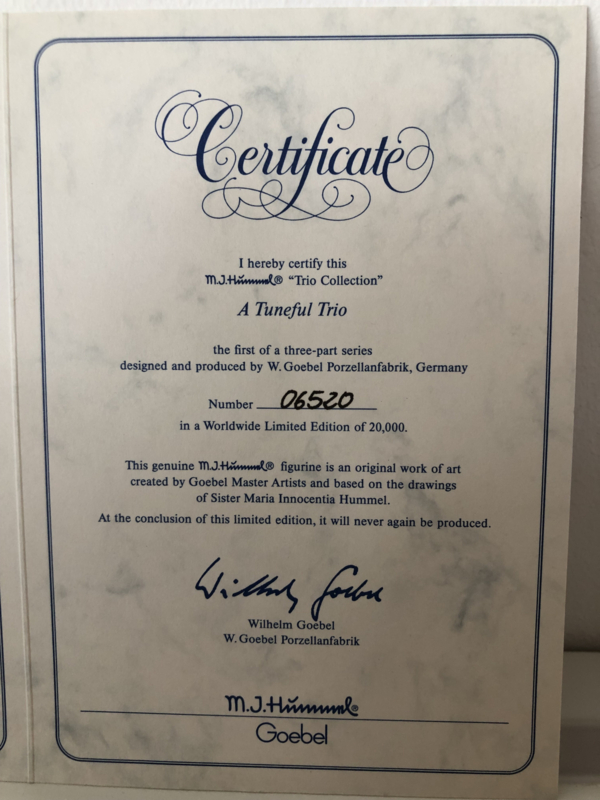 Certificate
I hereby certify this
M.J.Hummel® “Trio Collection”
A Tuneful Trio
the first of a three-part series
designed and produced by W. Goebel Porzellanfabrik, Germany
Number 06520
in a Worldwide Limited Edition of 20,000.
This genuine M.J.Hummel® figurine is an original work of art
created by Goebel Master Artists and based on the drawings
of Sister Maria Innocentia Hummel.
At the conclusion of this limited edition, it will never again be produced.
Wilhelm Goebel
Wilhelm Goebel
W. Goebel Porzellanfabrik
M.J.Hummel®
Goebel